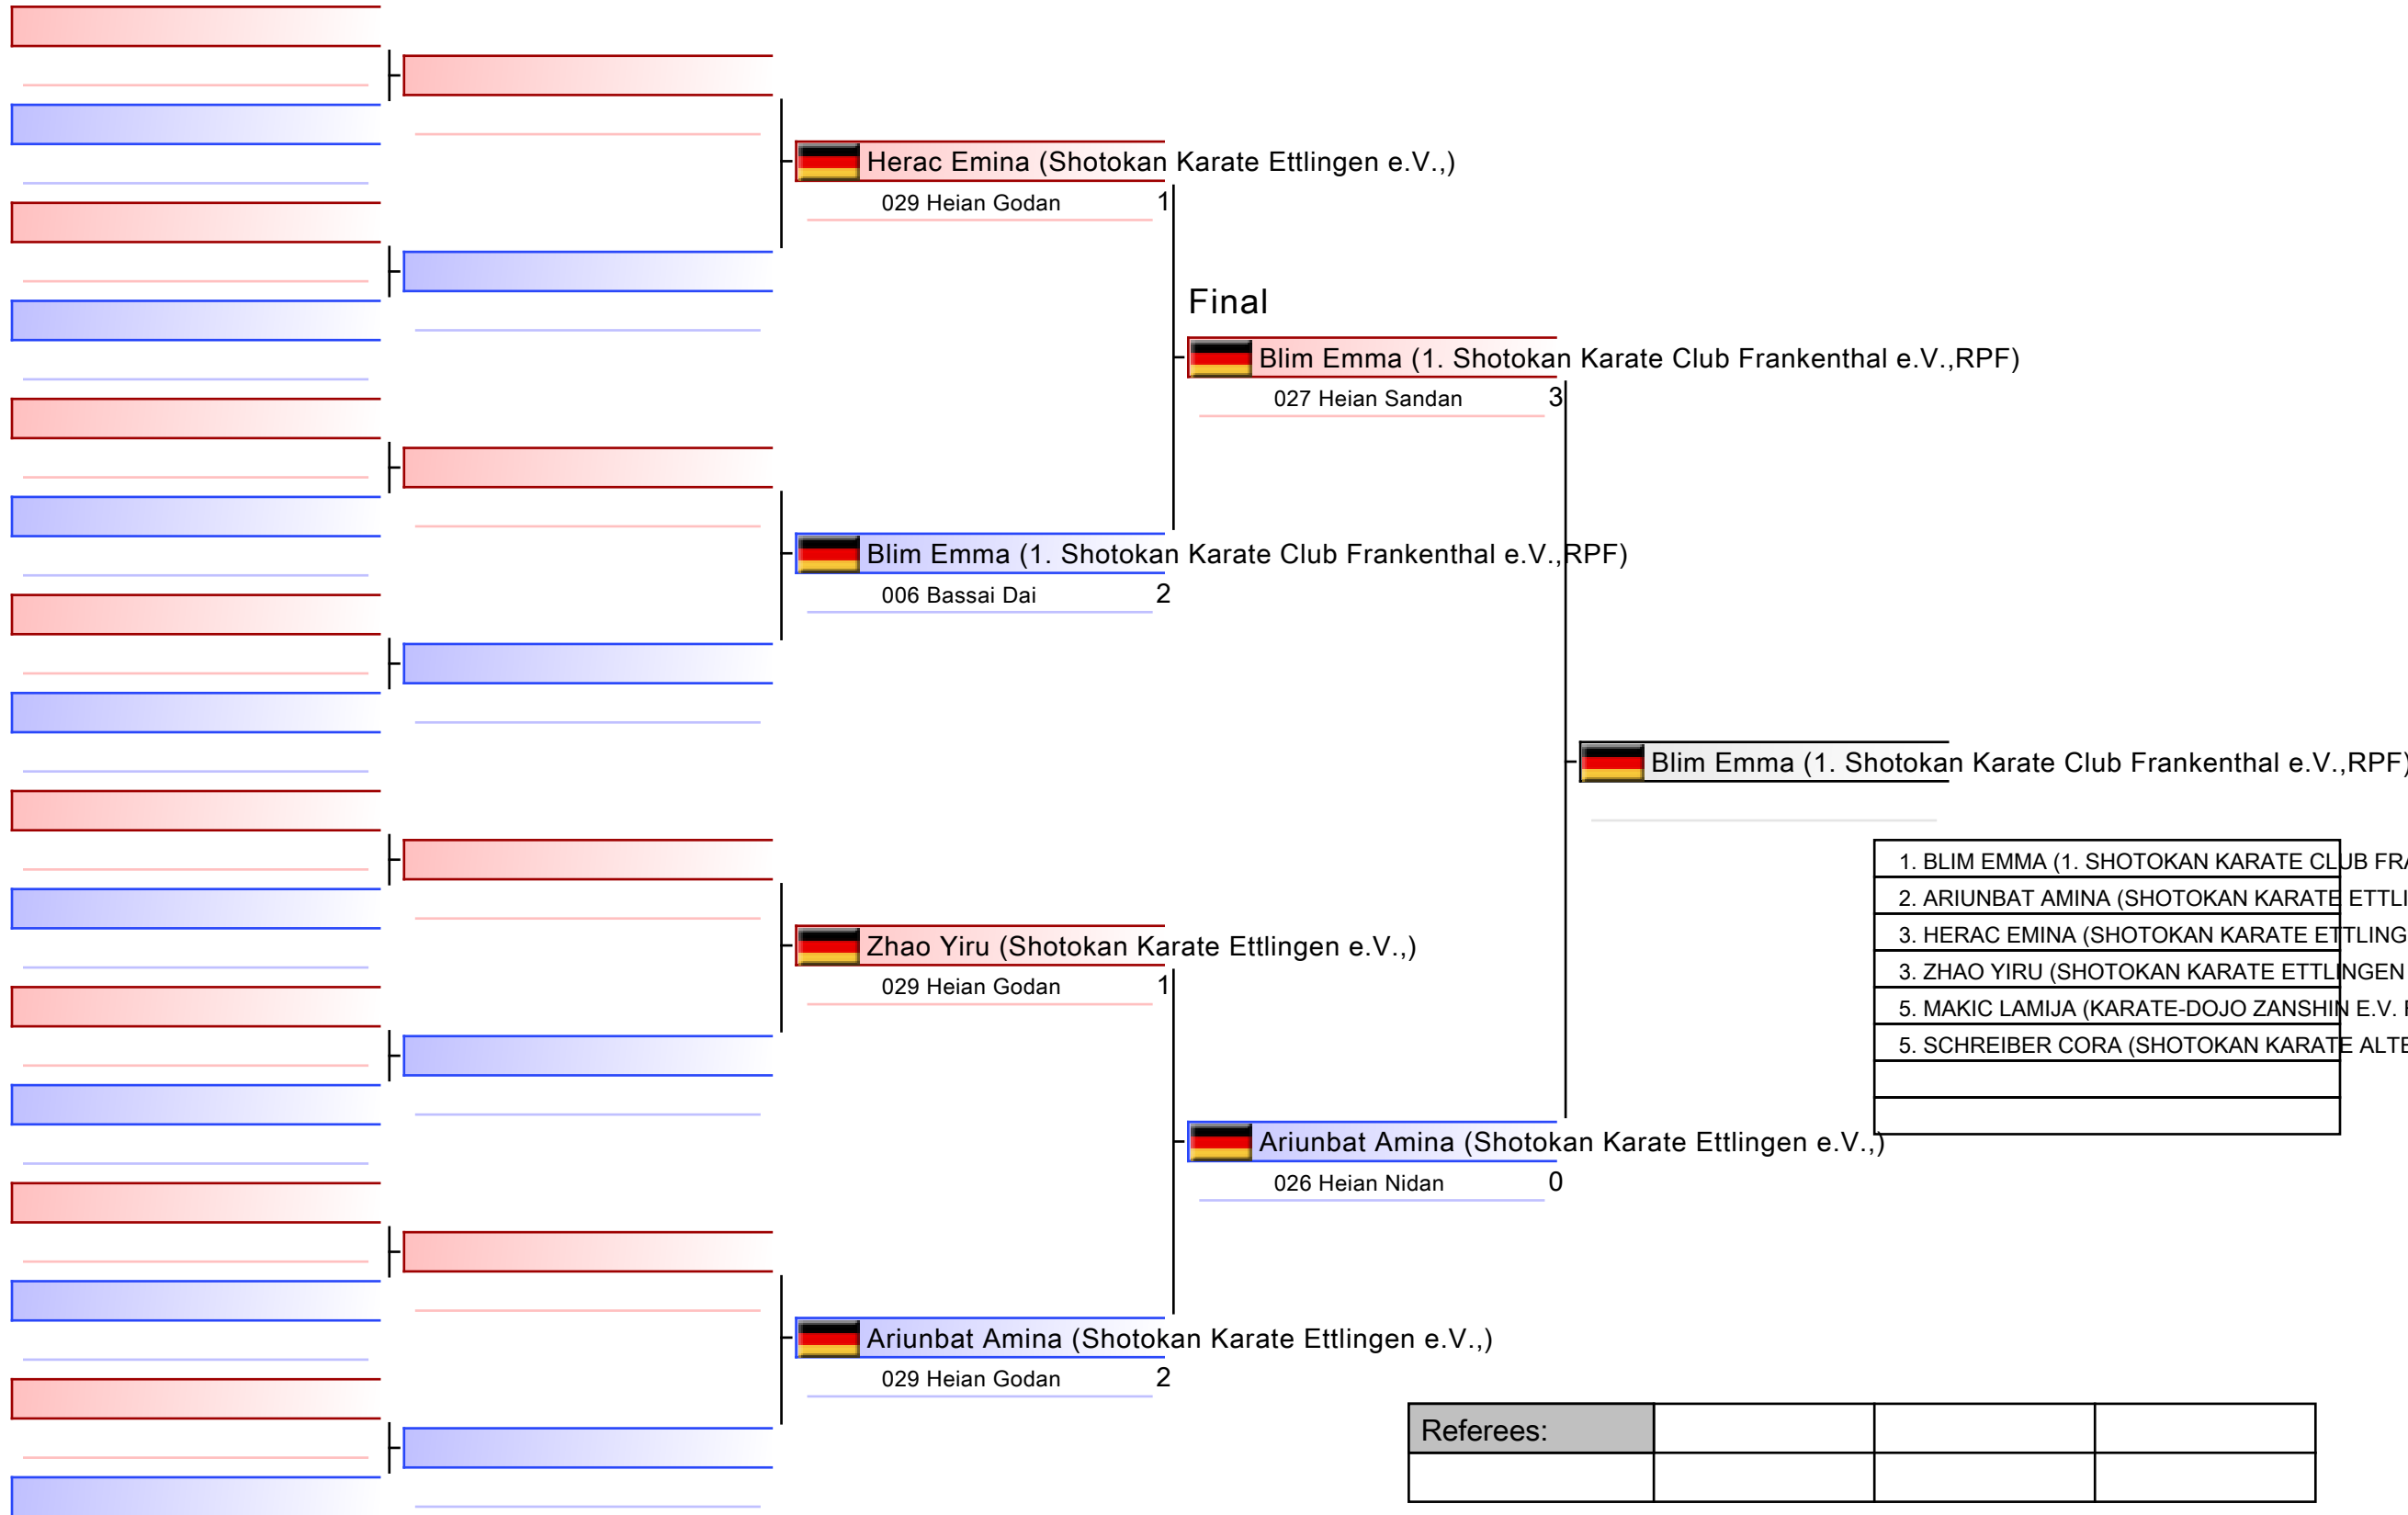 Herac Emina (Shotokan Karate Ettlingen e.V.,)
029 Heian Godan 1
Final
Blim Emma (1. Shotokan Karate Club Frankenthal e.V.,RPF)
027 Heian Sandan 3
Blim Emma (1. Shotokan Karate Club Frankenthal e.V.,RPF)
006 Bassai Dai 2
Blim Emma (1. Shotokan Karate Club Frankenthal e.V.,RPF)
1. BLIM EMMA (1. SHOTOKAN KARATE CLUB FRA
2. ARIUNBAT AMINA (SHOTOKAN KARATE ETTLI
3. HERAC EMINA (SHOTOKAN KARATE ETTLING
3. ZHAO YIRU (SHOTOKAN KARATE ETTLINGEN
5. MAKIC LAMIJA (KARATE-DOJO ZANSHIN E.V.
5. SCHREIBER CORA (SHOTOKAN KARATE ALTE
Zhao Yiru (Shotokan Karate Ettlingen e.V.,)
029 Heian Godan 1
Ariunbat Amina (Shotokan Karate Ettlingen e.V.,)
026 Heian Nidan 0
Ariunbat Amina (Shotokan Karate Ettlingen e.V.,)
029 Heian Godan 2
Referees: